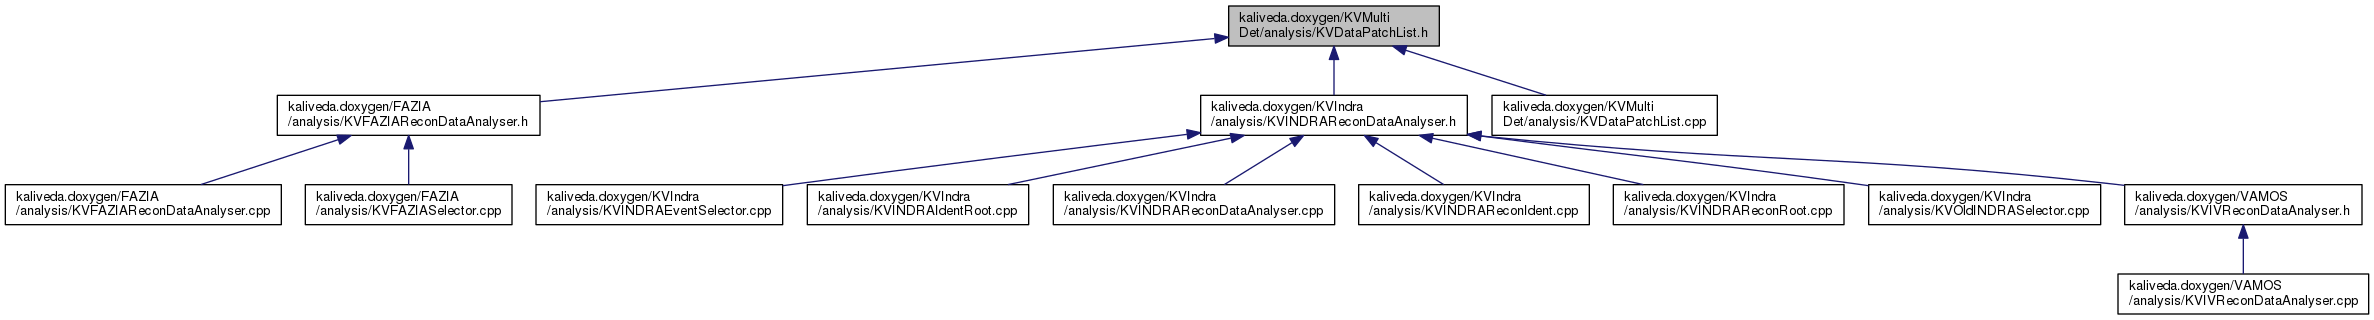 kaliveda.doxygen/KVMulti
Det/analysis/KVDataPatchList.h
kaliveda.doxygen/FAZIA
/analysis/KVFAZIAReconDataAnalyser.h
kaliveda.doxygen/KVIndra
/analysis/KVINDRAReconDataAnalyser.h
kaliveda.doxygen/KVMulti
Det/analysis/KVDataPatchList.cpp
kaliveda.doxygen/FAZIA
/analysis/KVFAZIAReconDataAnalyser.cpp
kaliveda.doxygen/FAZIA
/analysis/KVFAZIASelector.cpp
kaliveda.doxygen/KVIndra
/analysis/KVINDRAEventSelector.cpp
kaliveda.doxygen/KVIndra
/analysis/KVINDRAIdentRoot.cpp
kaliveda.doxygen/KVIndra
/analysis/KVINDRAReconDataAnalyser.cpp
kaliveda.doxygen/KVIndra
/analysis/KVINDRAReconIdent.cpp
kaliveda.doxygen/KVIndra
/analysis/KVINDRAReconRoot.cpp
kaliveda.doxygen/KVIndra
/analysis/KVOldINDRASelector.cpp
kaliveda.doxygen/VAMOS
/analysis/KVIVReconDataAnalyser.h
kaliveda.doxygen/VAMOS
/analysis/KVIVReconDataAnalyser.cpp